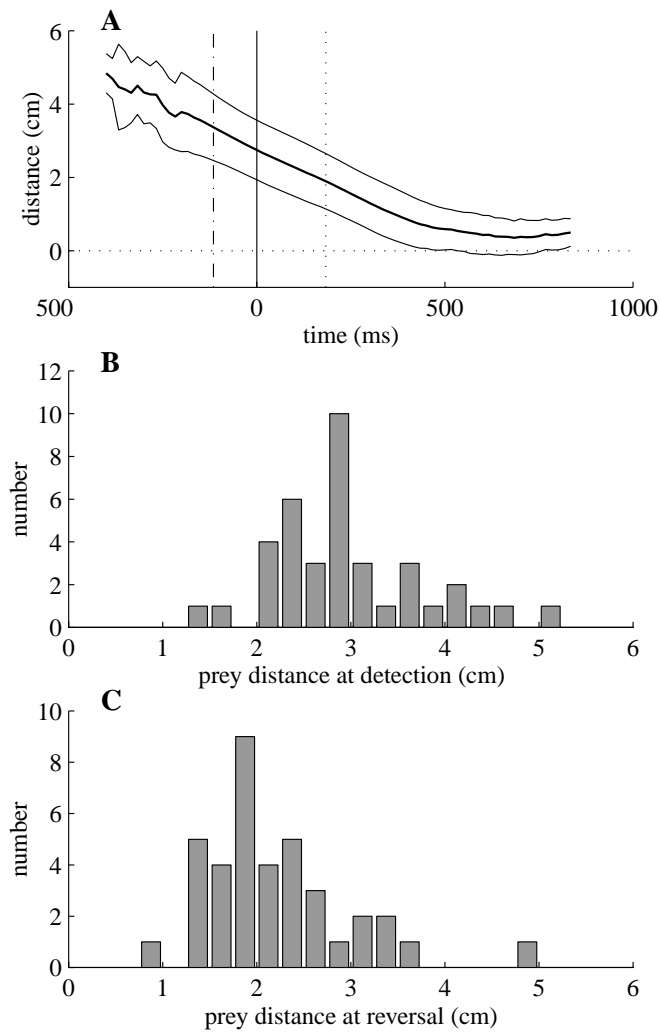 A
6
4
2
0
distance (cm)
500 0 500 1000
time (ms)
B
12
10
8
6
4
2
0
number
0 1 2 3 4 5 6
prey distance at detection (cm)
C
10
8
6
4
2
0
number
0 1 2 3 4 5 6
prey distance at reversal (cm)